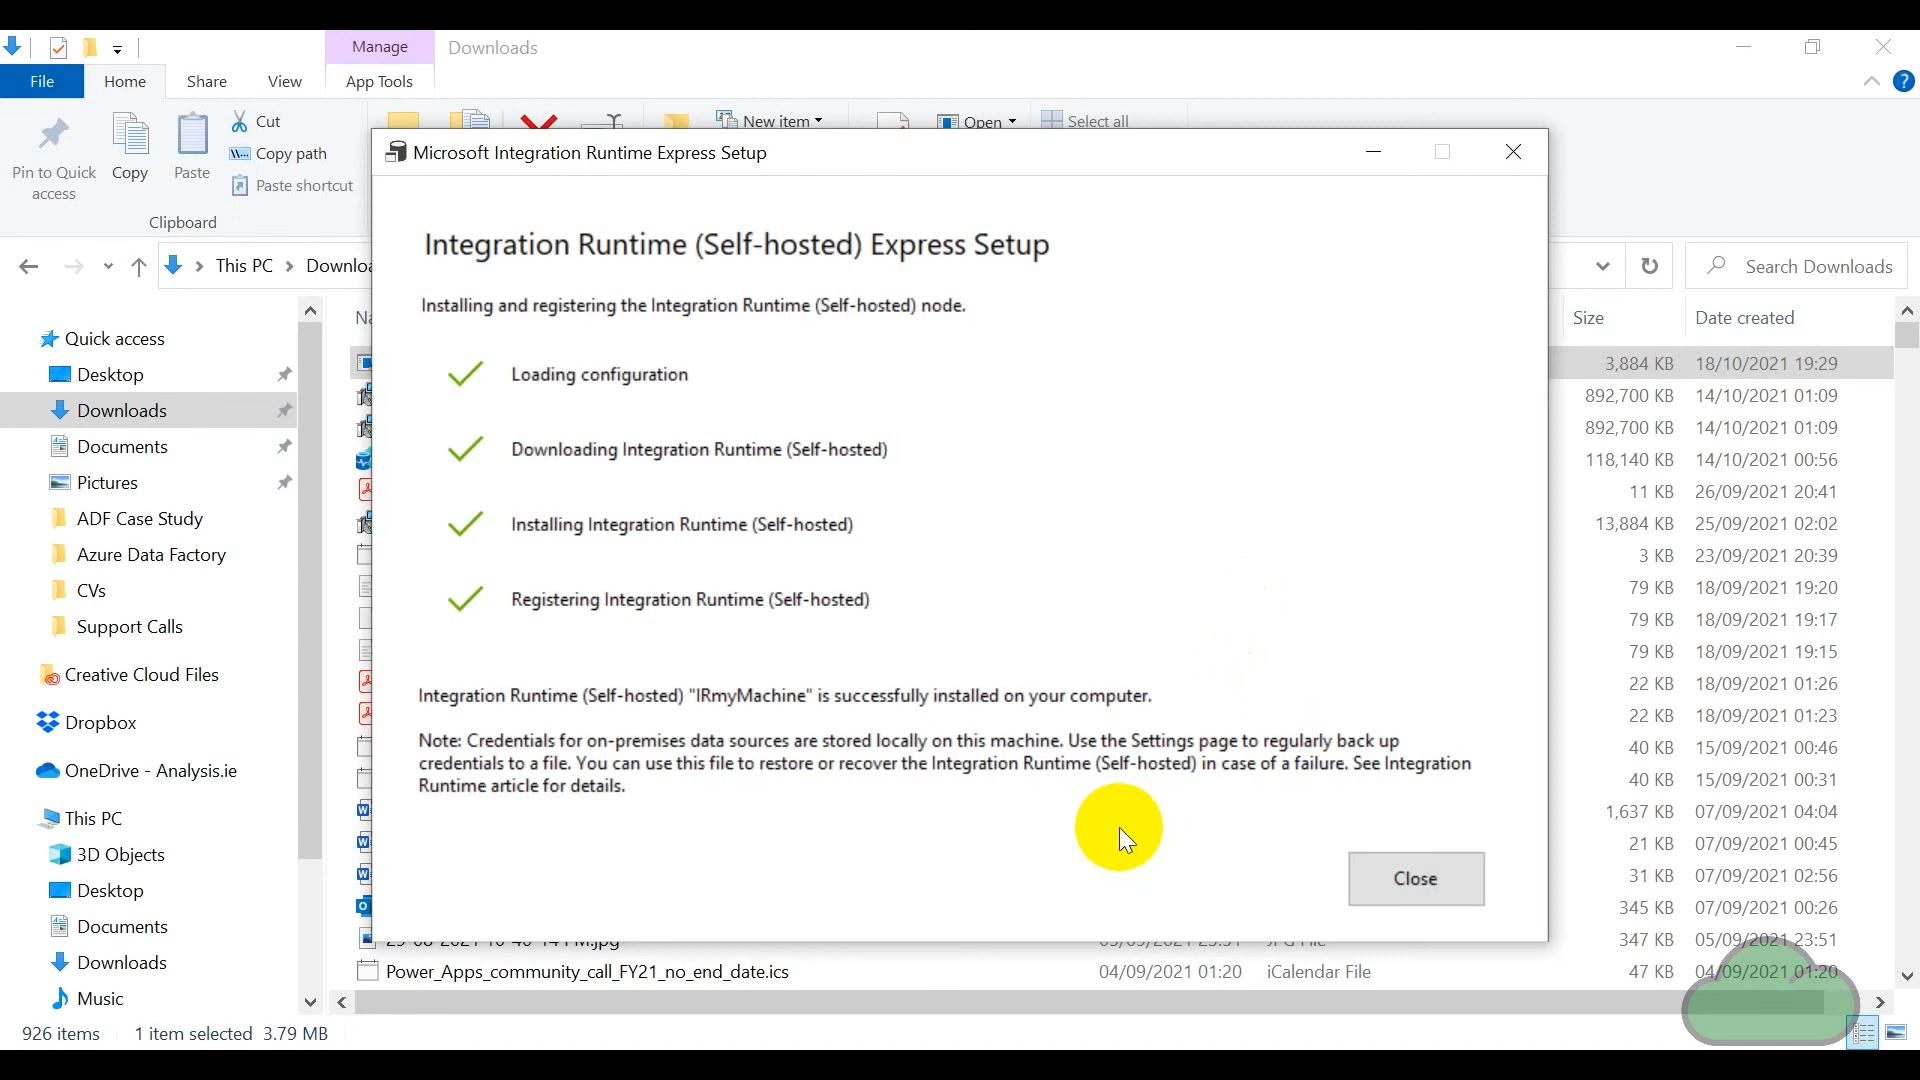 Manage
Downloads
File
Home
Share
View
App Tools
?
Pin to Quick
access
Copy
Paste
Cut
W... Copy path
Paste shortcut
Clipboard
New item
Open
Select all
This PC
Downloa
Search Downloads
Microsoft Integration Runtime Express Setup
Integration Runtime (Self-hosted) Express Setup
Installing and registering the Integration Runtime (Self-hosted) node.
Loading configuration
Downloading Integration Runtime (Self-hosted)
Installing Integration Runtime (Self-hosted)
Registering Integration Runtime (Self-hosted)
Integration Runtime (Self-hosted) "IRmyMachine" is successfully installed on your computer.
Note: Credentials for on-premises data sources are stored locally on this machine. Use the Settings page to regularly back up
credentials to a file. You can use this file to restore or recover the Integration Runtime (Self-hosted) in case of a failure. See Integration
Runtime article for details.
Close
Quick access
Desktop
Downloads
Documents
Pictures
ADF Case Study
Azure Data Factory
CVs
Support Calls
Creative Cloud Files
Dropbox
OneDrive - Analysis.ie
This PC
3D Objects
Desktop
Documents
Downloads
Music
Na
Size
Date created
3,884 KB 18/10/2021 19:29
892,700 KB 14/10/2021 01:09
892,700 KB 14/10/2021 01:09
118,140 KB 14/10/2021 00:56
11 KB 26/09/2021 20:41
13,884 KB 25/09/2021 02:02
3 KB 23/09/2021 20:39
79 KB 18/09/2021 19:20
79 KB 18/09/2021 19:17
79 KB 18/09/2021 19:15
22 KB 18/09/2021 01:26
22 KB 18/09/2021 01:23
40 KB 15/09/2021 00:46
40 KB 15/09/2021 00:31
1,637 KB 07/09/2021 04:04
21 KB 07/09/2021 00:45
31 KB 07/09/2021 02:56
345 KB 07/09/2021 00:26
347 KB 05/09/2021 23:51
Power_Apps_community_call_FY21_no_end_date.ics 04/09/2021 01:20 iCalendar File 47 KB 04/09/2021 01:20
926 items
1 item selected 3.79 MB